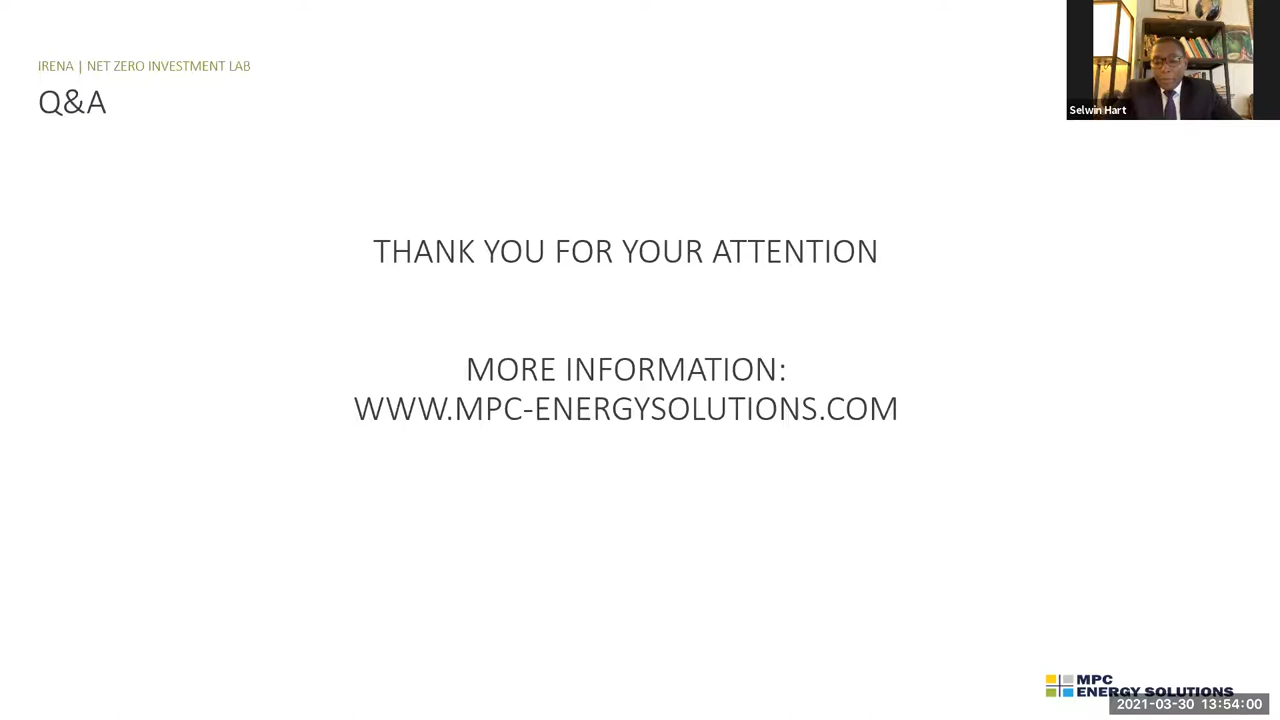 IRENA | NET ZERO INVESTMENT LAB
Q&A
Selwin Hart
THANK YOU FOR YOUR ATTENTION
MORE INFORMATION:
WWW.MPC-ENERGYSOLUTIONS.COM
MPC
ENERGY SOLUTIONS
2021-03-30 13:54:00